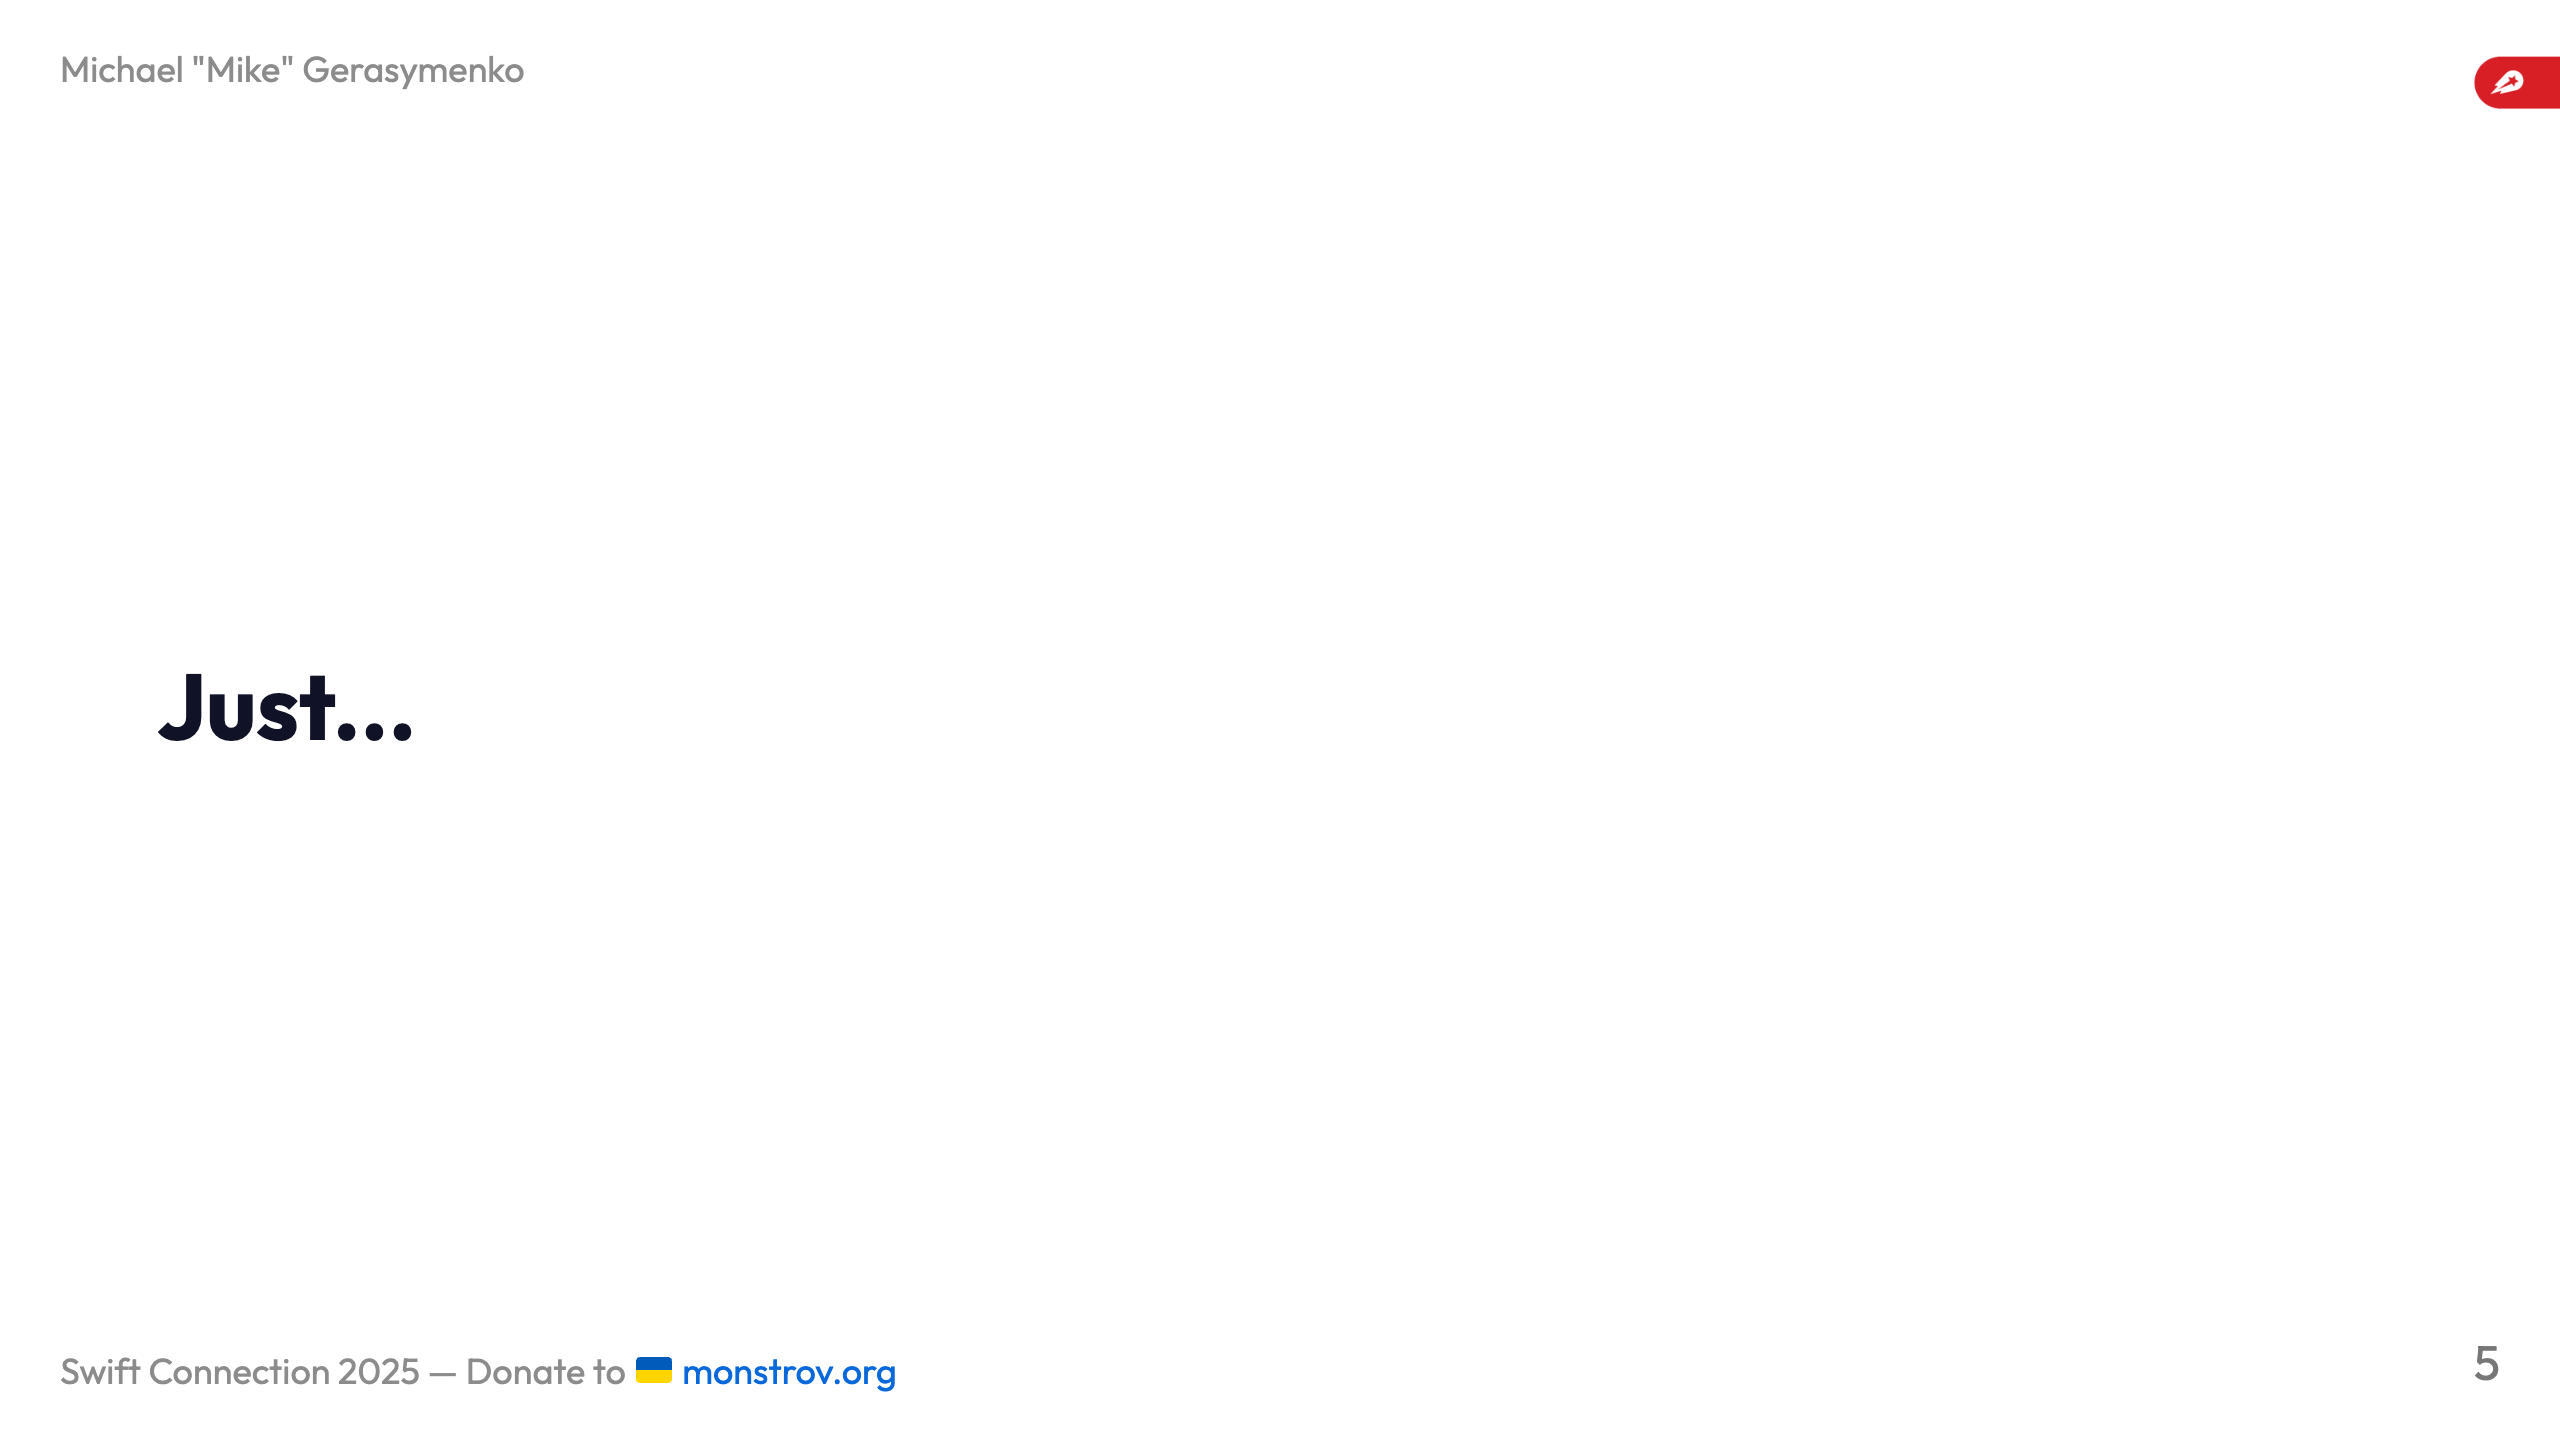 Michael "Mike" Gerasymenko
Just...
Swift Connection 2025 — Donate to 🇺🇦 monstrov.org
5